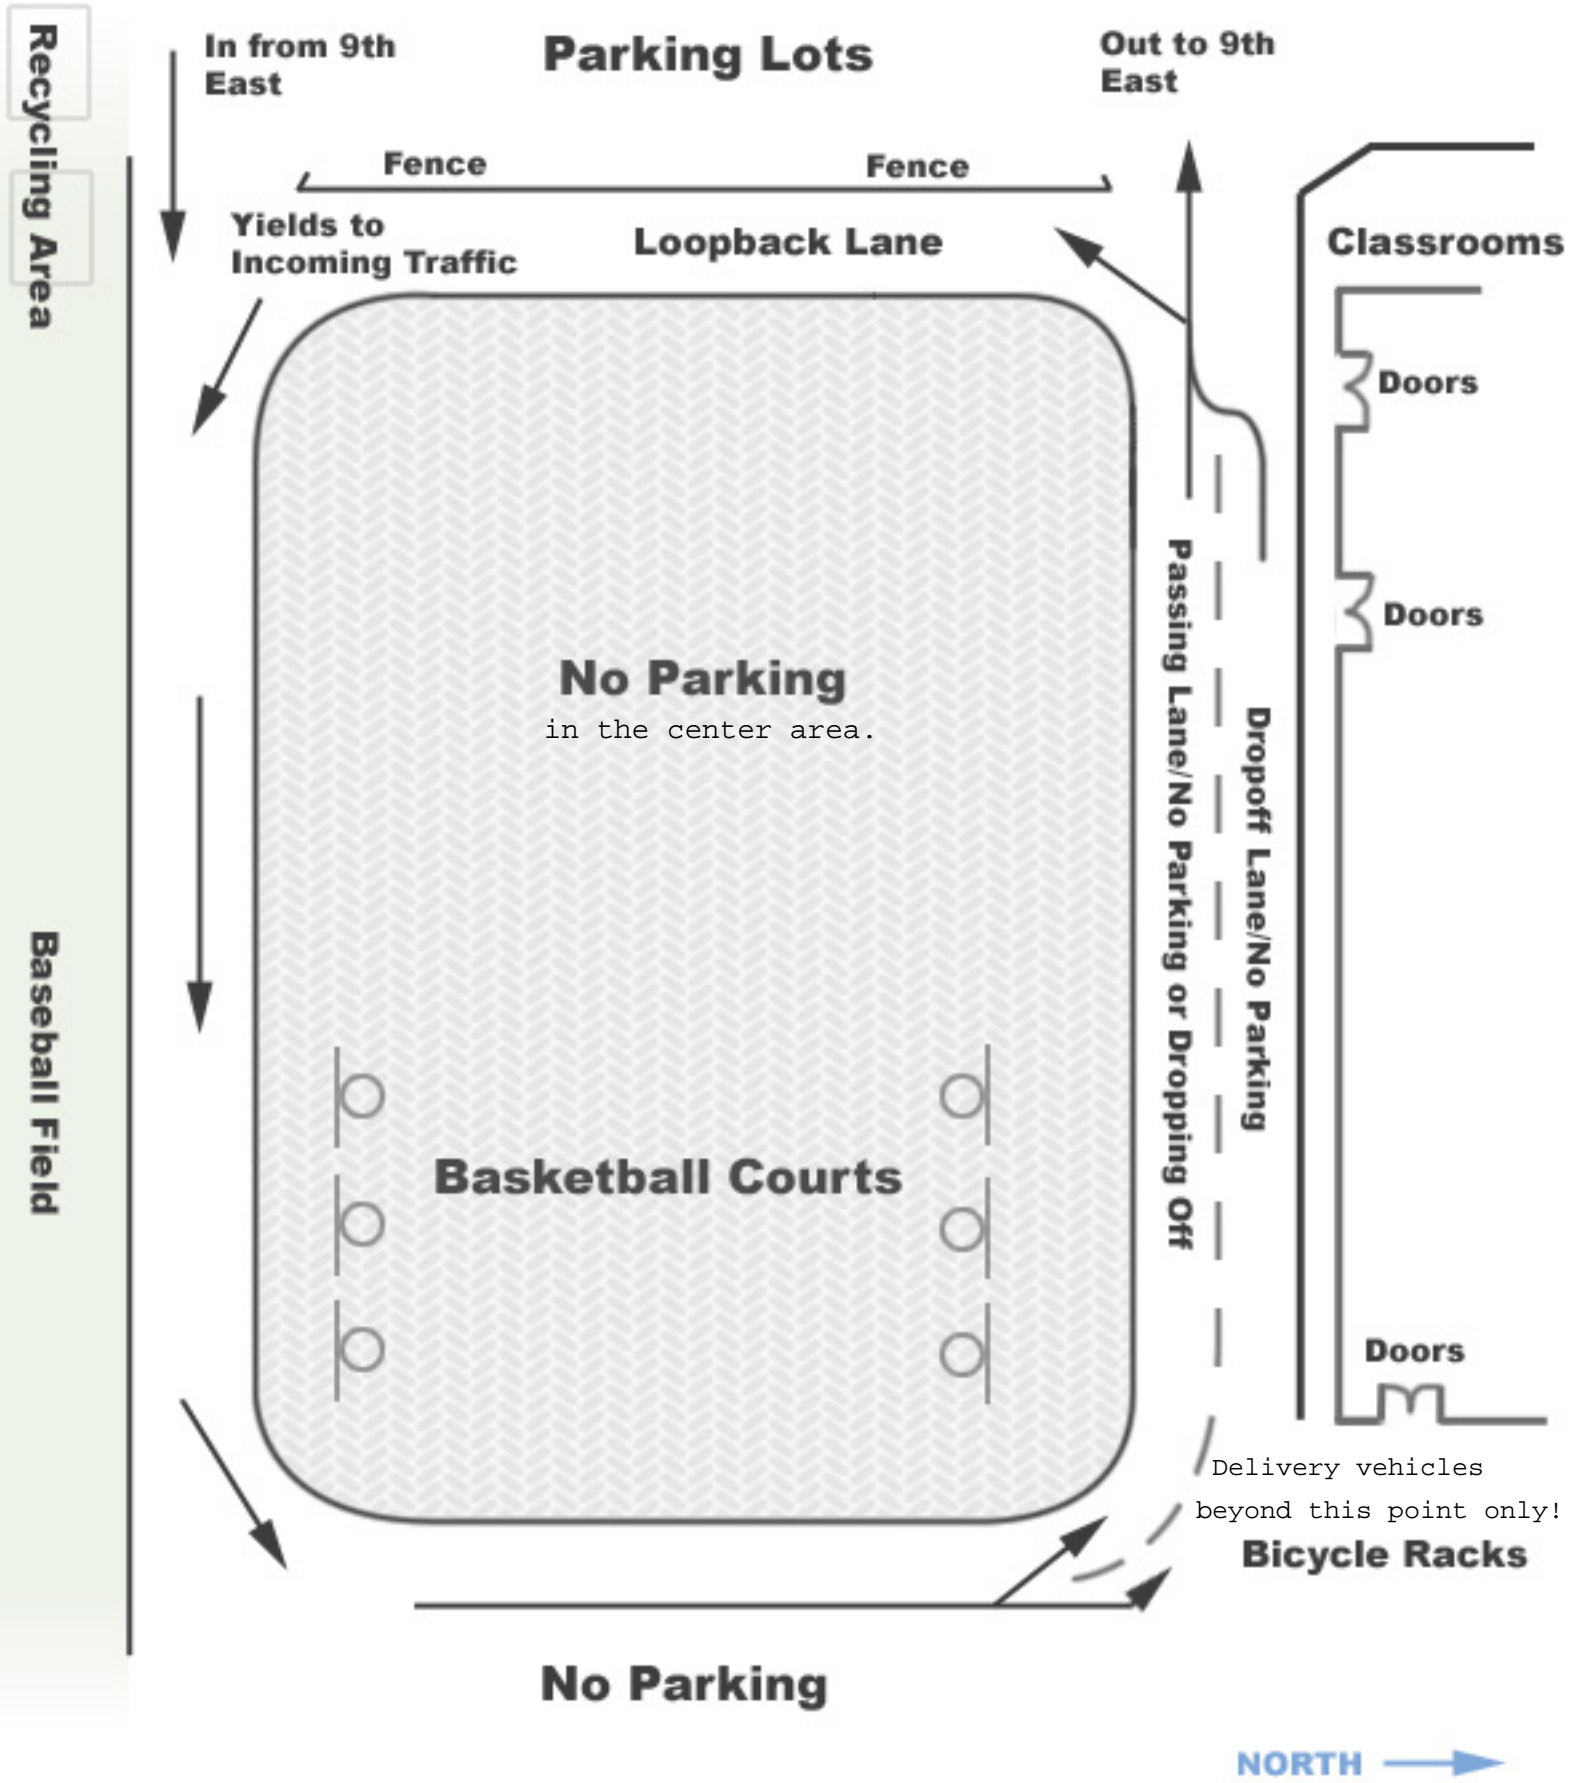 Recycling Area
In from 9th
East
Parking Lots
Out to 9th
East
Fence
Fence
Yields to
Incoming Traffic
Loopback Lane
Classrooms
Doors
Doors
Passing Lane/No Parking or Dropping Off
Dropoff Lane/No Parking
No Parking
in the center area.
Baseball Field
Basketball Courts
Doors
Delivery vehicles
beyond this point only!
Bicycle Racks
No Parking
NORTH